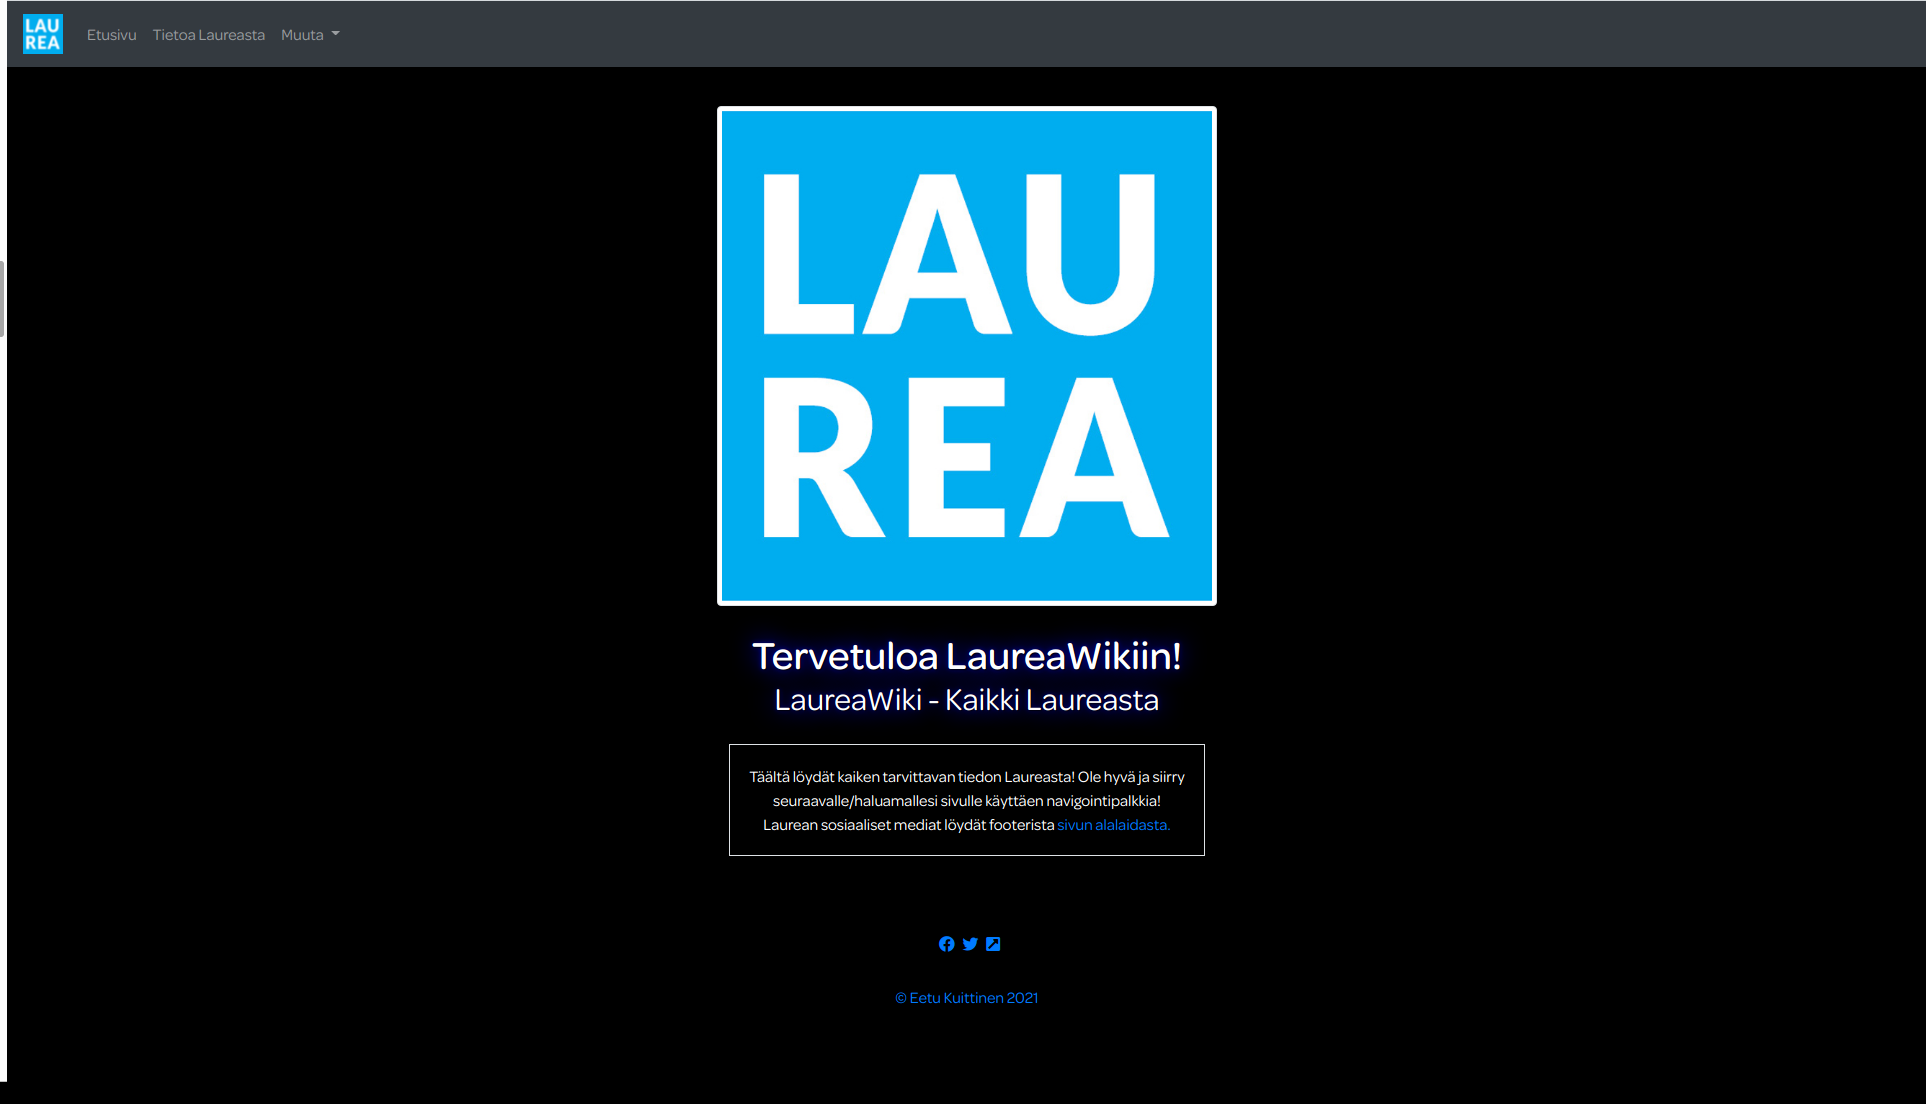 LAU
REA
Etusivu Tietoa Laureasta Muuta
LAU
REA
Tervetuloa LaureaWikiin!
LaureaWiki - Kaikki Laureasta
Täältä löydät kaiken tarvittavan tiedon Laureasta! Ole hyvä ja siirry
seuraavalle/haluamallesi sivulle käyttäen navigointipalkkia!
Laurean sosiaaliset mediat löydät footerista sivun alalaidasta.
© Eetu Kuittinen 2021